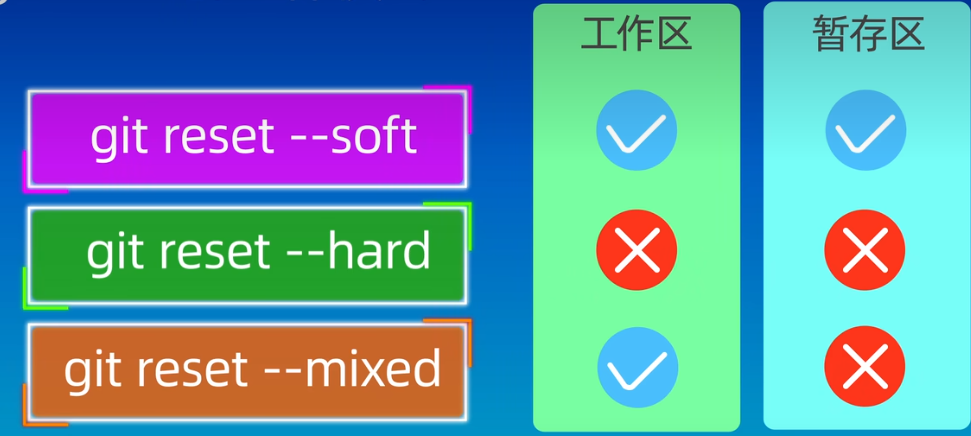 工作区
暂存区
git reset --soft
git reset --hard
git reset --mixed